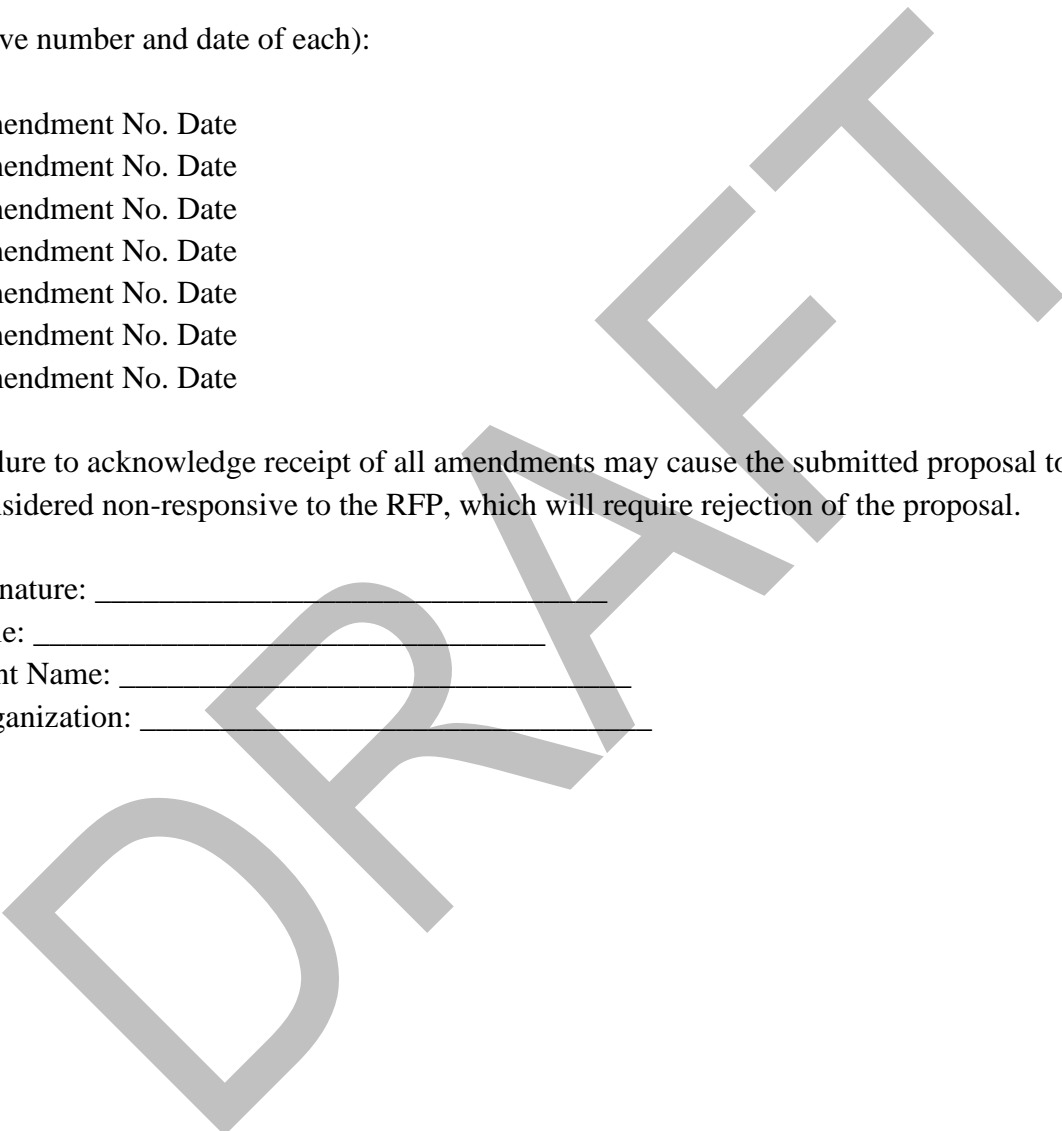 ve number and date of each):
nendment No. Date
nendment No. Date
nendment No. Date
nendment No. Date
nendment No. Date
nendment No. Date
nendment No. Date
lure to acknowledge receipt of all amendments may cause the submitted proposal to
nsidered non-responsive to the RFP, which will require rejection of the proposal.
nature: ________________________________
le: ________________________________
nt Name: ________________________________
ganization: ________________________________
DRAFT